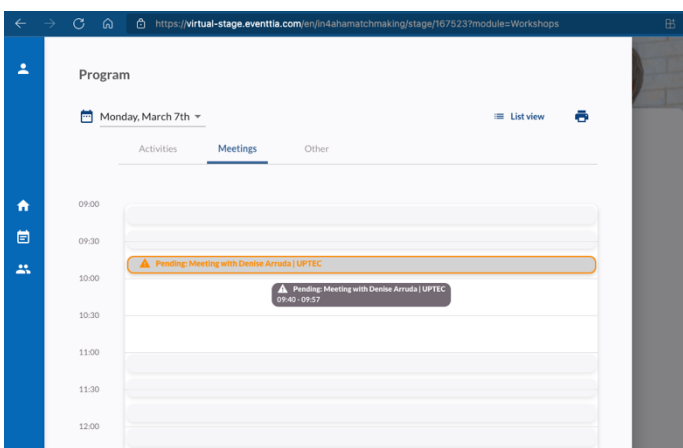 https://virtual-stage.eventtia.com/en/in4ahamatchmaking/stage/167523?module=Workshops
Program
Monday, March 7th
List view
Activities
Meetings
Other
09:00
09:30
Pending: Meeting with Denise Arruda | UPTEC
10:00
Pending: Meeting with Denise Arruda | UPTEC
09:40 - 09:57
10:30
11:00
11:30
12:00